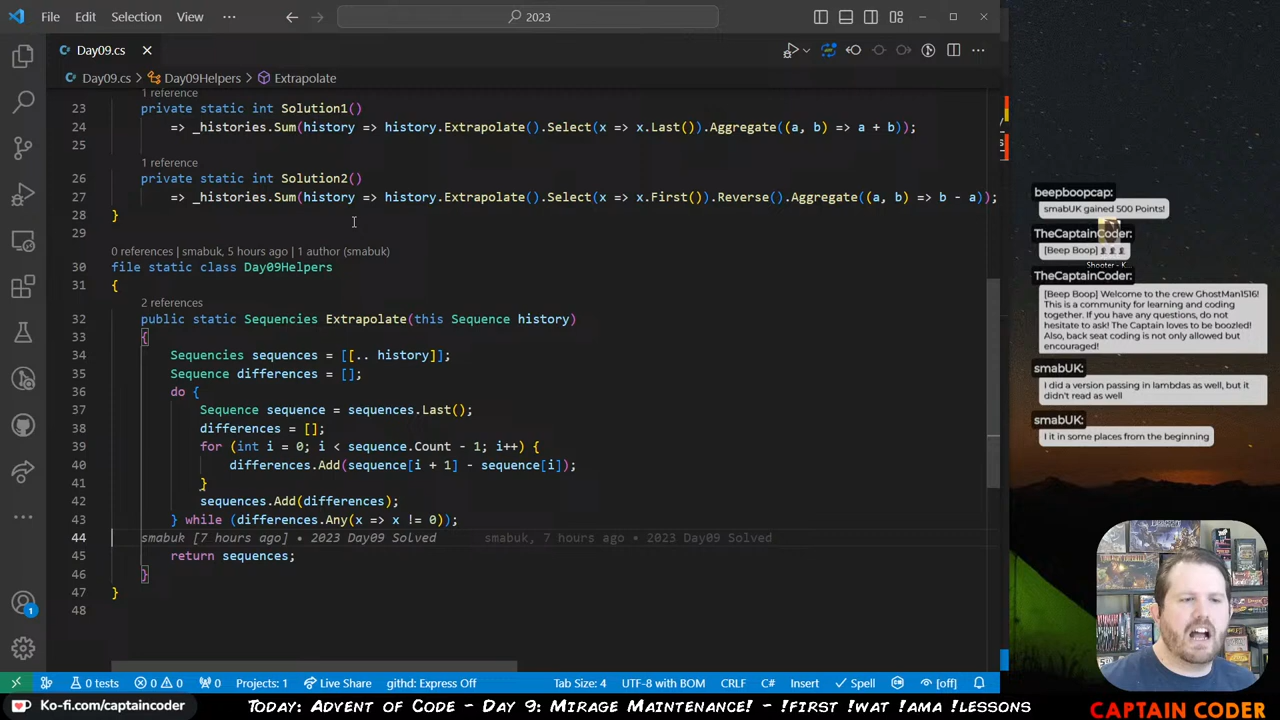 File Edit Selection View ··· 2023
Day09.cs
Day09.cs > Day09Helpers > Extrapolate
1 reference
23 private static int Solution1()
24 => _histories.Sum(history => history.Extrapolate().Select(x => x.Last()).Aggregate((a, b) => a + b));
25
1 reference
26 private static int Solution2()
27 => _histories.Sum(history => history.Extrapolate().Select(x => x.First()).Reverse().Aggregate((a, b) => b - a));
28 }
29
0 references | smabuk, 5 hours ago | 1 author (smabuk)
30 file static class Day09Helpers
31 {
2 references
32 public static Sequencies Extrapolate(this Sequence history)
33 {
34 Sequencies sequences = [[.. history]];
35 Sequence differences = [];
36 do {
37 Sequence sequence = sequences.Last();
38 differences = [];
39 for (int i = 0; i < sequence.Count - 1; i++) {
40 differences.Add(sequence[i + 1] - sequence[i]);
41 }
42 sequences.Add(differences);
43 } while (differences.Any(x => x != 0));
44 smabuk [7 hours ago] • 2023 Day09 Solved smabuk, 7 hours ago • 2023 Day09 Solved
45 return sequences;
46 }
47 }
48
1
0 tests 0 0 0 Projects: 1 Live Share githd: Express Off Tab Size: 4 UTF-8 with BOM CRLF C# Insert Spell [off]
beepboopcap:
smabUK gained 500 Points!
TheCaptainCoder:
[Beep Boop]
Shooter - K
TheCaptainCoder:
[Beep Boop] Welcome to the crew GhostMan1516!
This is a community for learning and coding
together. If you have any questions, do not
hesitate to ask! The Captain loves to be boozled!
Also, back seat coding is not only allowed but
encouraged!
smabUK:
I did a version passing in lambdas as well, but it
didn't read as well
smabUK:
I it in some places from the beginning
Ko-fi.com/captaincoder
Today: Advent of Code - Day 9: Mirage Maintenance! - !first !wat !ama !lessons
CAPTAIN CODER